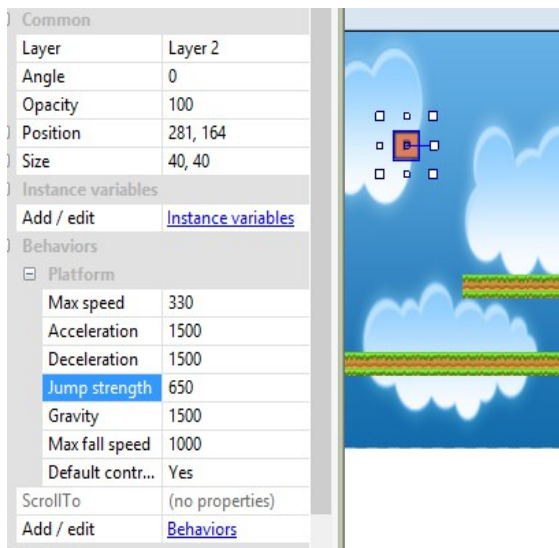 Common
Layer Layer 2
Angle 0
Opacity 100
Position 281, 164
Size 40, 40
Instance variables
Add / edit Instance variables
Behaviors
Platform
Max speed 330
Acceleration 1500
Deceleration 1500
Jump strength 650
Gravity 1500
Max fall speed 1000
Default contr... Yes
ScrollTo (no properties)
Add / edit Behaviors